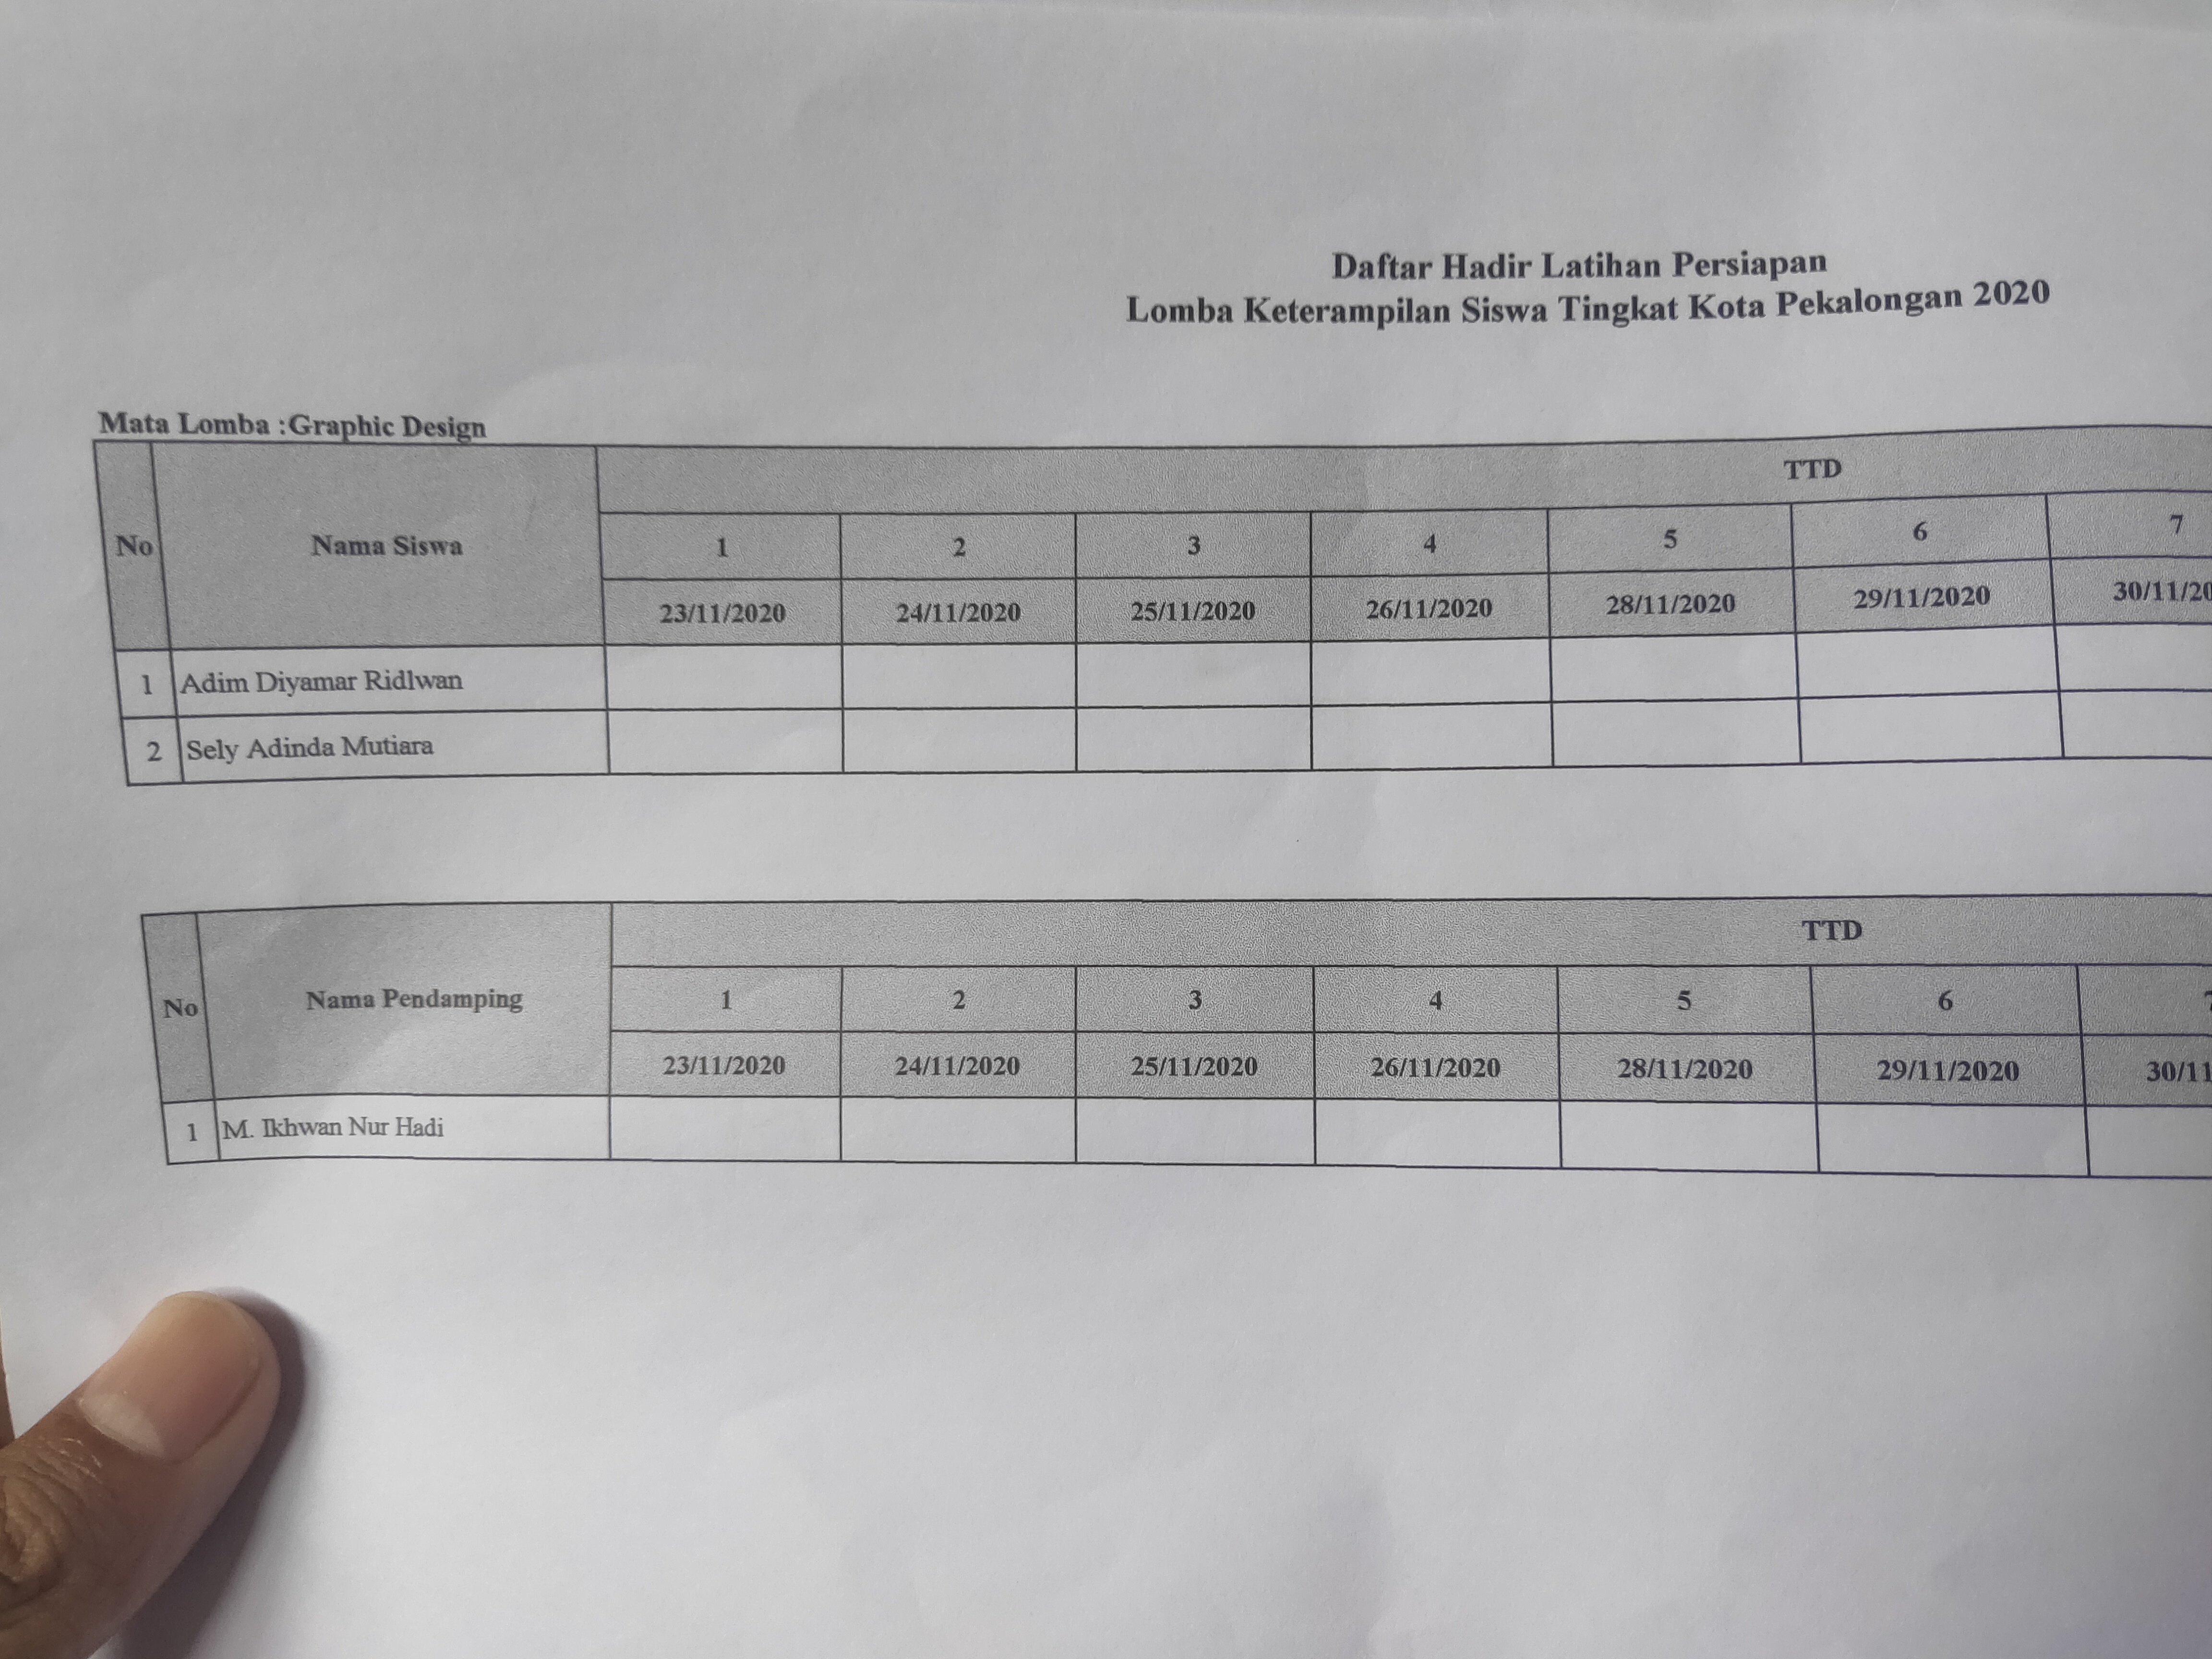 Daftar Hadir Latihan Persiapan
Lomba Keterampilan Siswa Tingkat Kota Pekalongan 2020
Mata Lomba :Graphic Design
No Nama Siswa TTD
1 2 3 4 5 6 7
23/11/2020 24/11/2020 25/11/2020 26/11/2020 28/11/2020 29/11/2020 30/11/20
1 Adim Diyamar Ridlwan
2 Sely Adinda Mutiara
No Nama Pendamping TTD
1 2 3 4 5 6
23/11/2020 24/11/2020 25/11/2020 26/11/2020 28/11/2020 29/11/2020 30/11
1 M. Ikhwan Nur Hadi